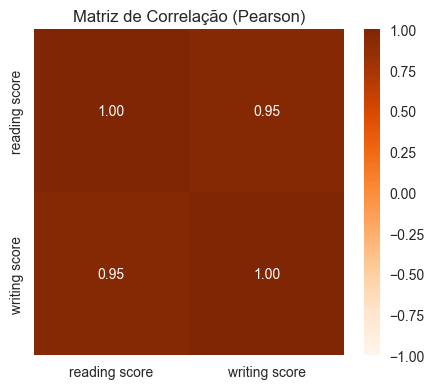 Matriz de Correlação (Pearson)
reading score
writing score
1.00
0.95
0.95
1.00
reading score
writing score
1.00
0.75
0.50
0.25
0.00
−0.25
−0.50
−0.75
−1.00